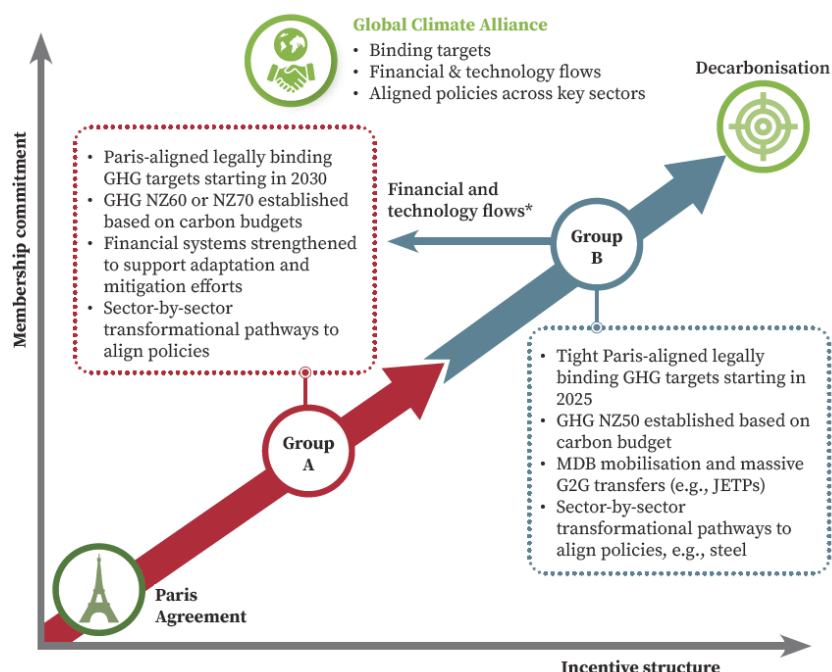 Global Climate Alliance
• Binding targets
• Financial & technology flows
• Aligned policies across key sectors
Decarbonisation
Membership commitment
• Paris-aligned legally binding
GHG targets starting in 2030
• GHG NZ60 or NZ70 established
based on carbon budgets
• Financial systems strengthened
to support adaptation and
mitigation efforts
• Sector-by-sector
transformational pathways to
align policies
Financial and
technology flows*
Group
B
• Tight Paris-aligned legally
binding GHG targets starting in
2025
• GHG NZ50 established based on
carbon budget
• MDB mobilisation and massive
G2G transfers (e.g., JETPs)
• Sector-by-sector
transformational pathways to
align policies, e.g., steel
Group
A
Paris
Agreement
Incentive structure